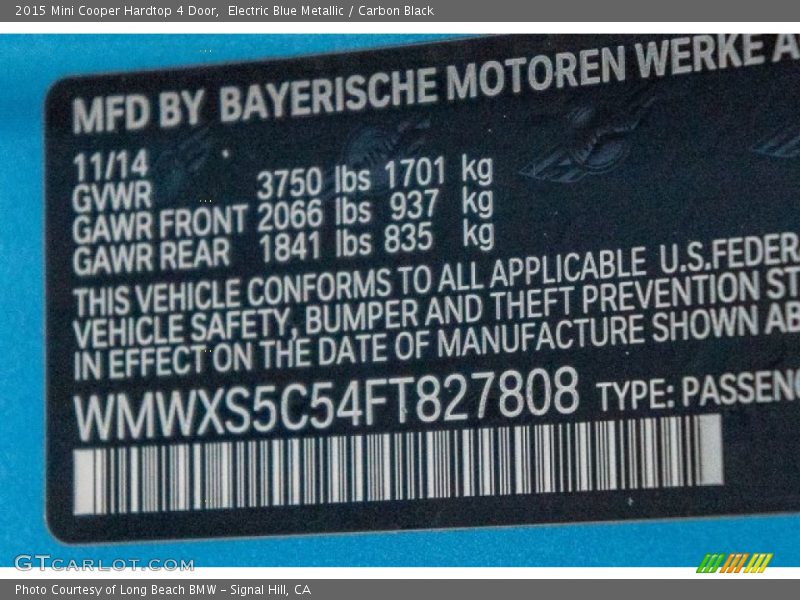 2015 Mini Cooper Hardtop 4 Door, Electric Blue Metallic / Carbon Black
MFD BY BAYERISCHE MOTOREN WERKE A
11/14
GVWR 3750 lbs 1701 kg
GAWR FRONT 2066 lbs 937 kg
GAWR REAR 1841 lbs 835 kg
THIS VEHICLE CONFORMS TO ALL APPLICABLE U.S.FEDER
VEHICLE SAFETY, BUMPER AND THEFT PREVENTION ST
IN EFFECT ON THE DATE OF MANUFACTURE SHOWN AB
WMWXS5C54FT827808 TYPE: PASSENG
GTCARLOT.COM
Photo Courtesy of Long Beach BMW – Signal Hill, CA